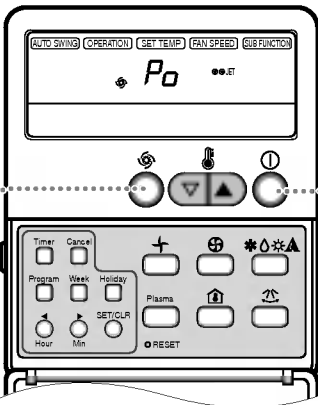 AUTO SWING OPERATION SET TEMP FAN SPEED SUB FUNCTION
Po JET
Timer Cancel
Program Week Holiday
Plasma
SET/CLR
Hour Min
RESET